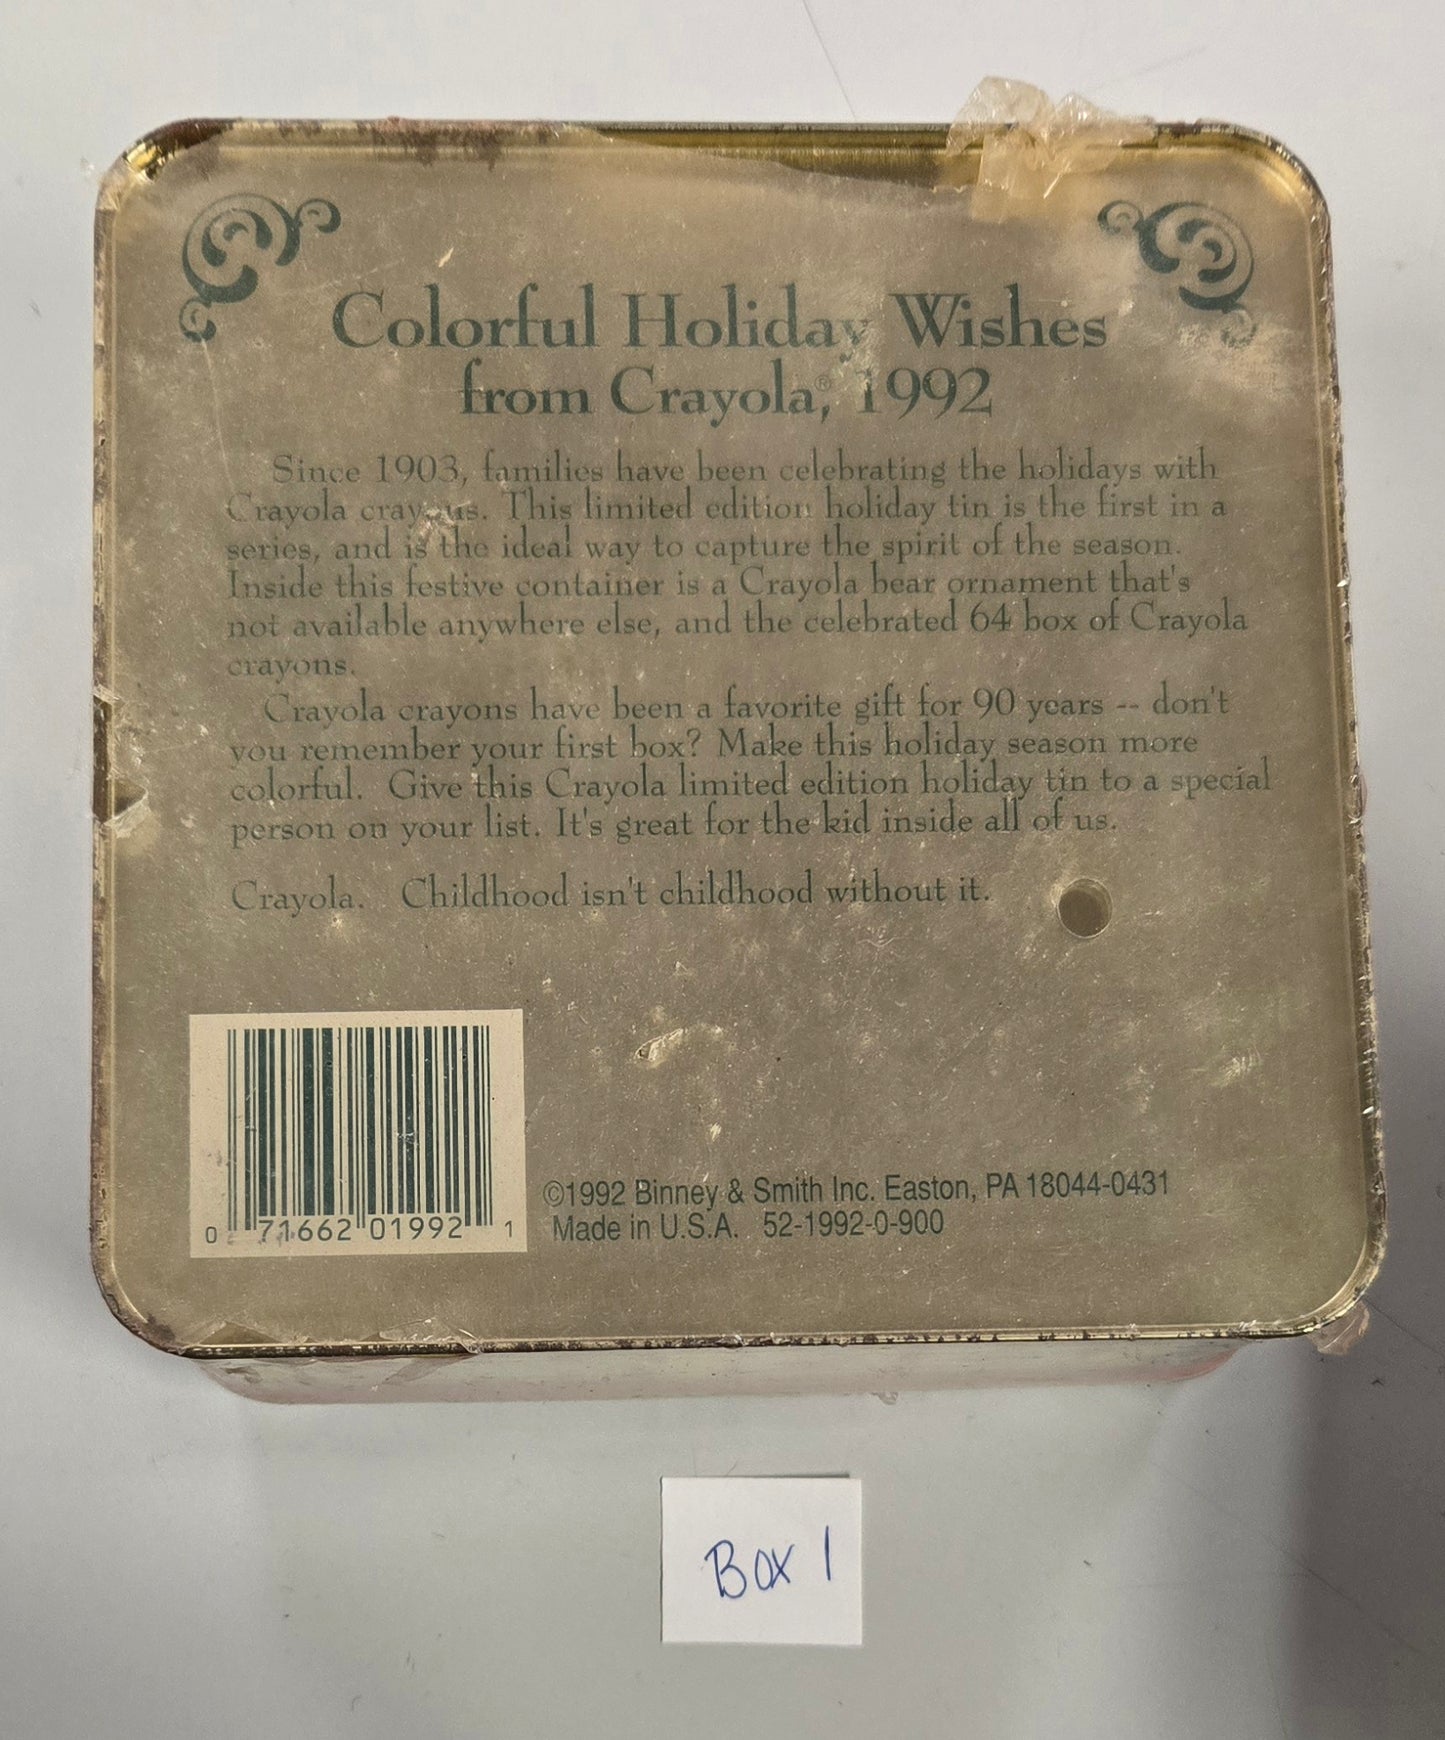 Colorful Holiday Wishes
from Crayola®, 1992
Since 1903, families have been celebrating the holidays with
Crayola crayons. This limited edition holiday tin is the first in a
series, and is the ideal way to capture the spirit of the season.
Inside this festive container is a Crayola bear ornament that's
not available anywhere else, and the celebrated 64 box of Crayola
crayons.
Crayola crayons have been a favorite gift for 90 years -- don't
you remember your first box? Make this holiday season more
colorful. Give this Crayola limited edition holiday tin to a special
person on your list. It's great for the kid inside all of us.
Crayola. Childhood isn't childhood without it.
0 71662 01992 1
©1992 Binney & Smith Inc. Easton, PA 18044-0431
Made in U.S.A. 52-1992-0-900
Box 1